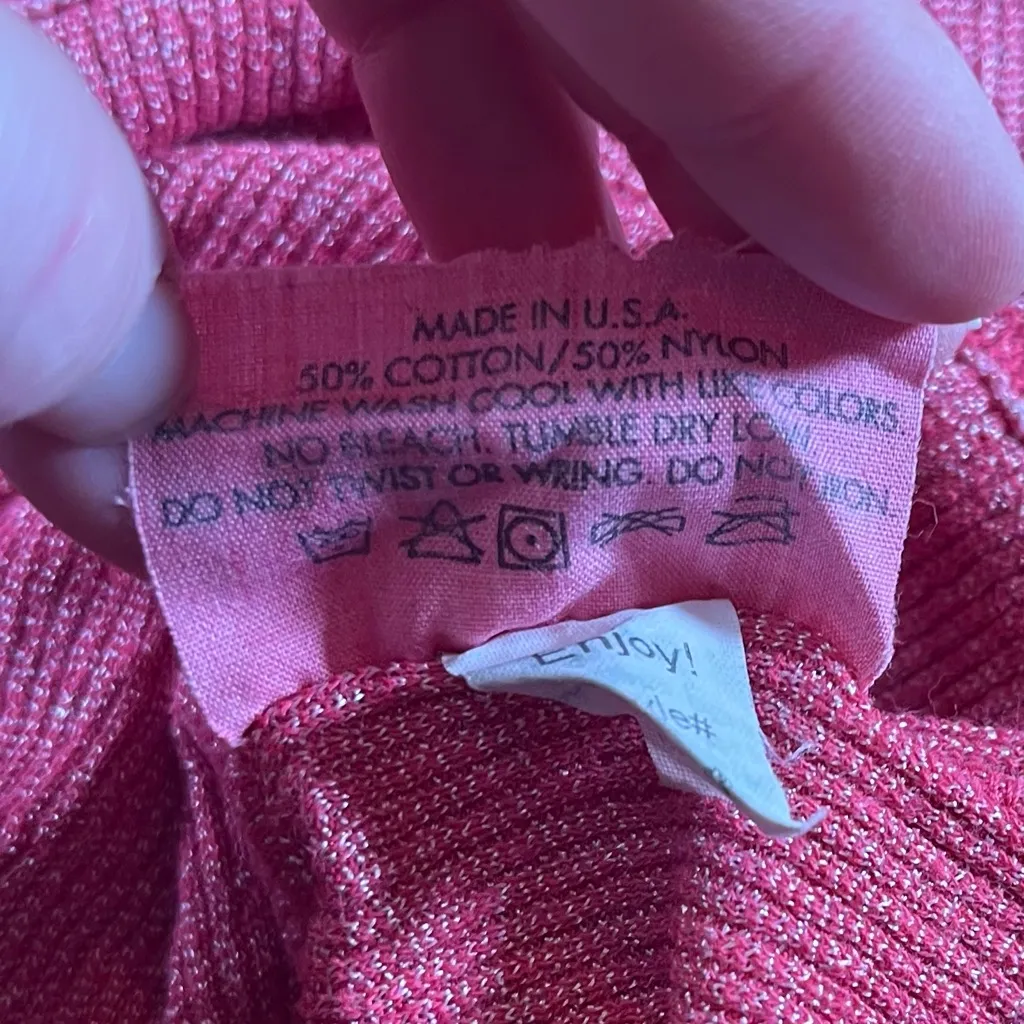 MADE IN U.S.A.
50% COTTON/50% NYLON
MACHINE WASH COOL WITH LIKE COLORS
NO BLEACH. TUMBLE DRY LOW
DO NOT TWIST OR WRING. DO NOT IRON
Enjoy!